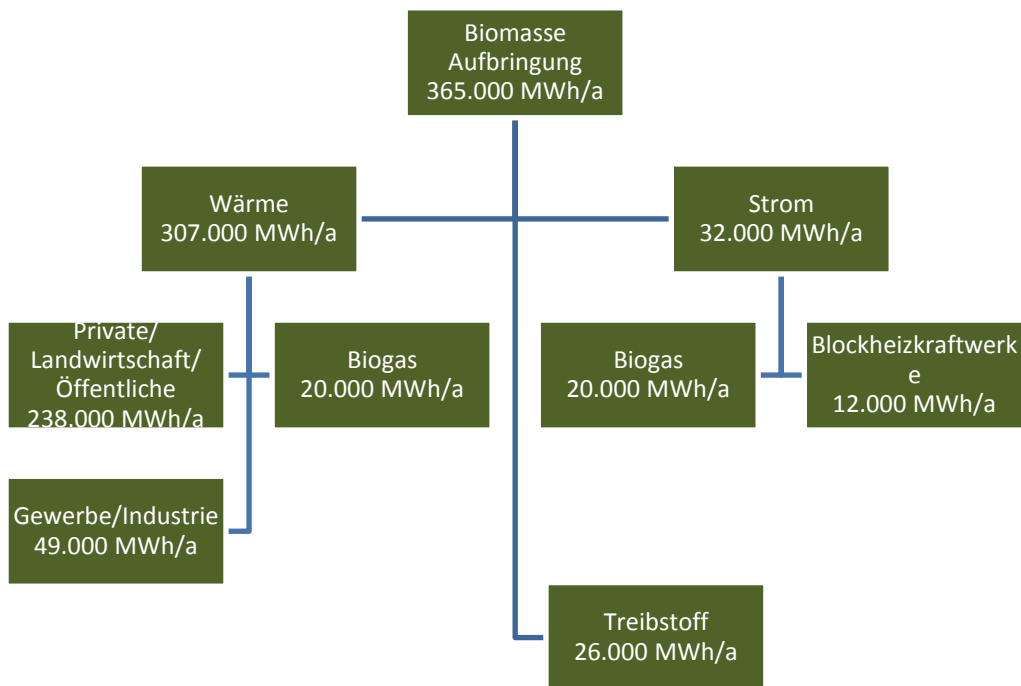 Biomasse
Aufbringung
365.000 MWh/a
Wärme
307.000 MWh/a
Strom
32.000 MWh/a
Private/
Landwirtschaft/
Öffentliche
238.000 MWh/a
Biogas
20.000 MWh/a
Biogas
20.000 MWh/a
Blockheizkraftwerk
e
12.000 MWh/a
Gewerbe/Industrie
49.000 MWh/a
Treibstoff
26.000 MWh/a